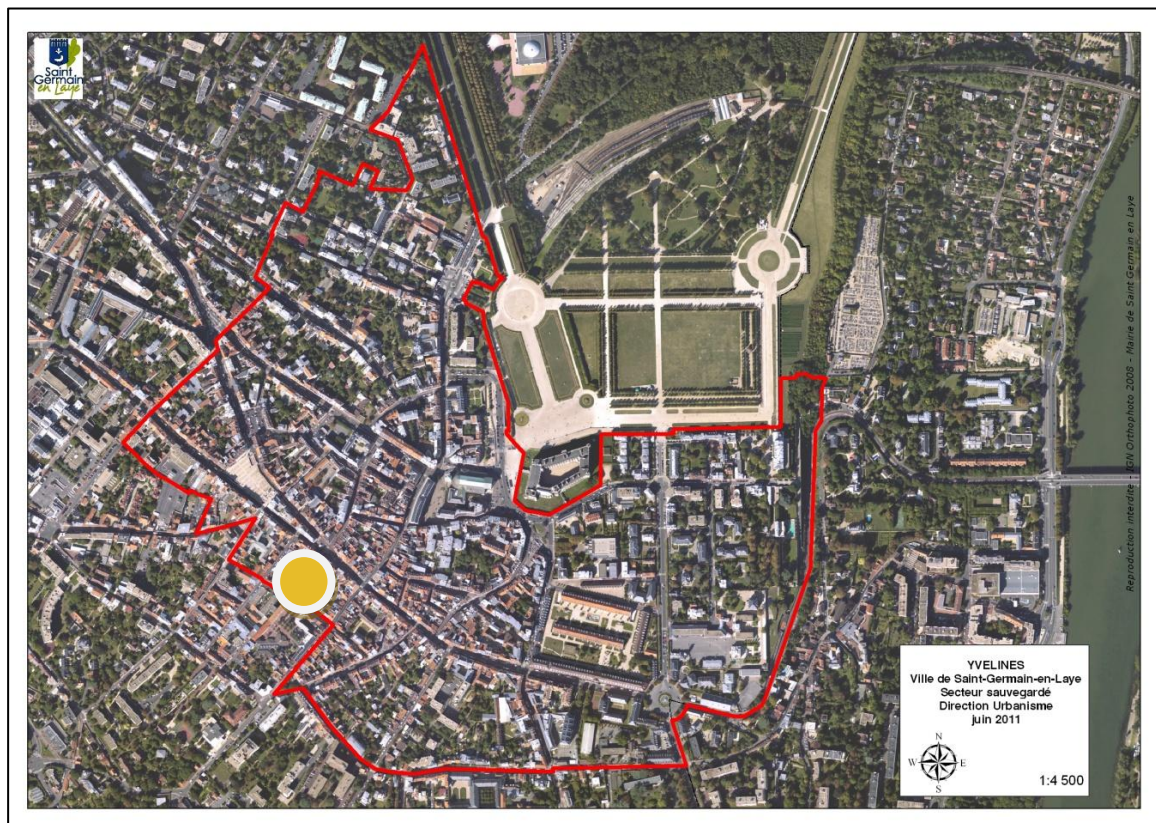 Saint
Germain
en Laye
Reproduction interdite - IGN Orthophoto 2008 - Mairie de Saint Germain en Laye
YVELINES
Ville de Saint-Germain-en-Laye
Secteur sauvegardé
Direction Urbanisme
juin 2011
N
W E
S
1:4 500